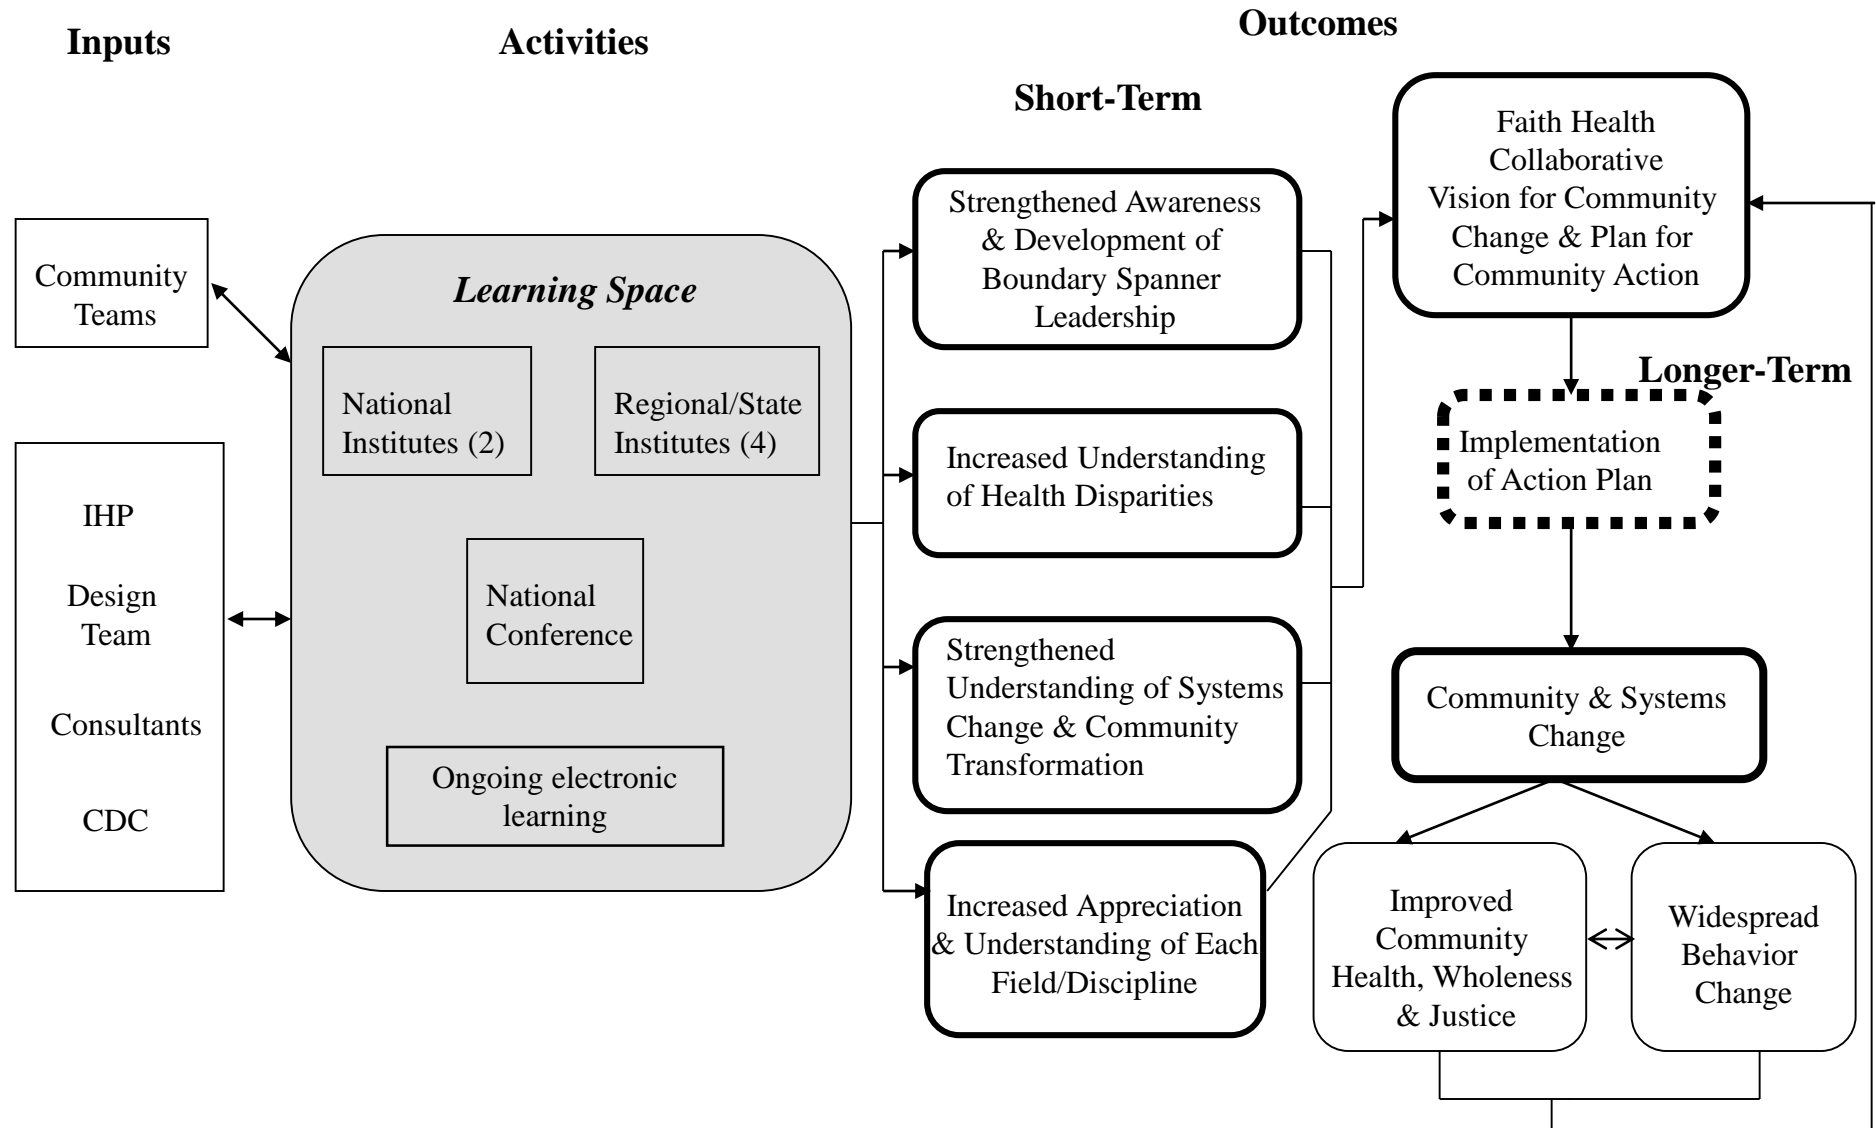 Inputs
Activities
Outcomes
Short-Term
Community
Teams
IHP
Design
Team
Consultants
CDC
Learning Space
National
Institutes (2)
Regional/State
Institutes (4)
National
Conference
Ongoing electronic
learning
Strengthened Awareness
& Development of
Boundary Spanner
Leadership
Increased Understanding
of Health Disparities
Strengthened
Understanding of Systems
Change & Community
Transformation
Increased Appreciation
& Understanding of Each
Field/Discipline
Faith Health
Collaborative
Vision for Community
Change & Plan for
Community Action
Longer-Term
Implementation
of Action Plan
Community & Systems
Change
Improved
Community
Health, Wholeness
& Justice
Widespread
Behavior
Change